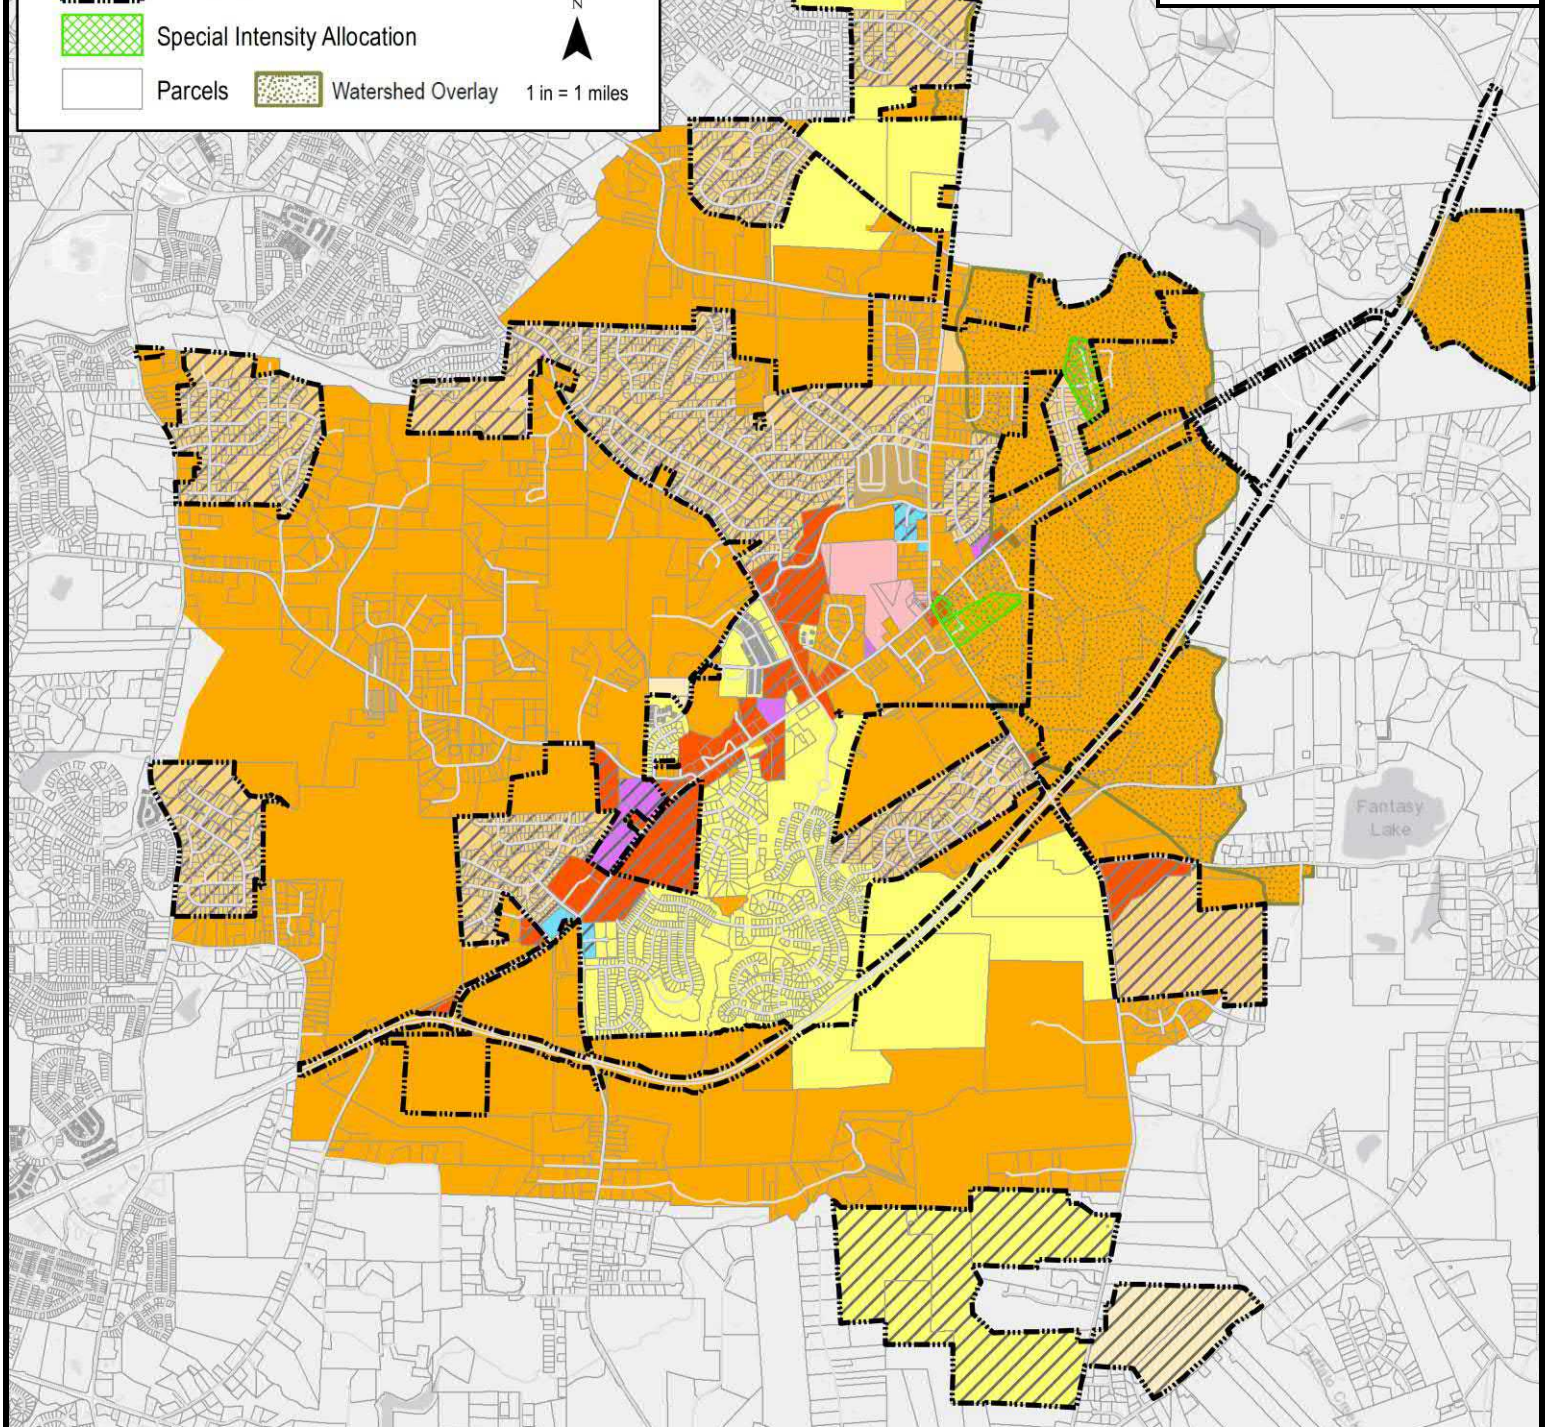 N
Special Intensity Allocation
Parcels
Watershed Overlay
1 in = 1 miles
Fantasy
Lake